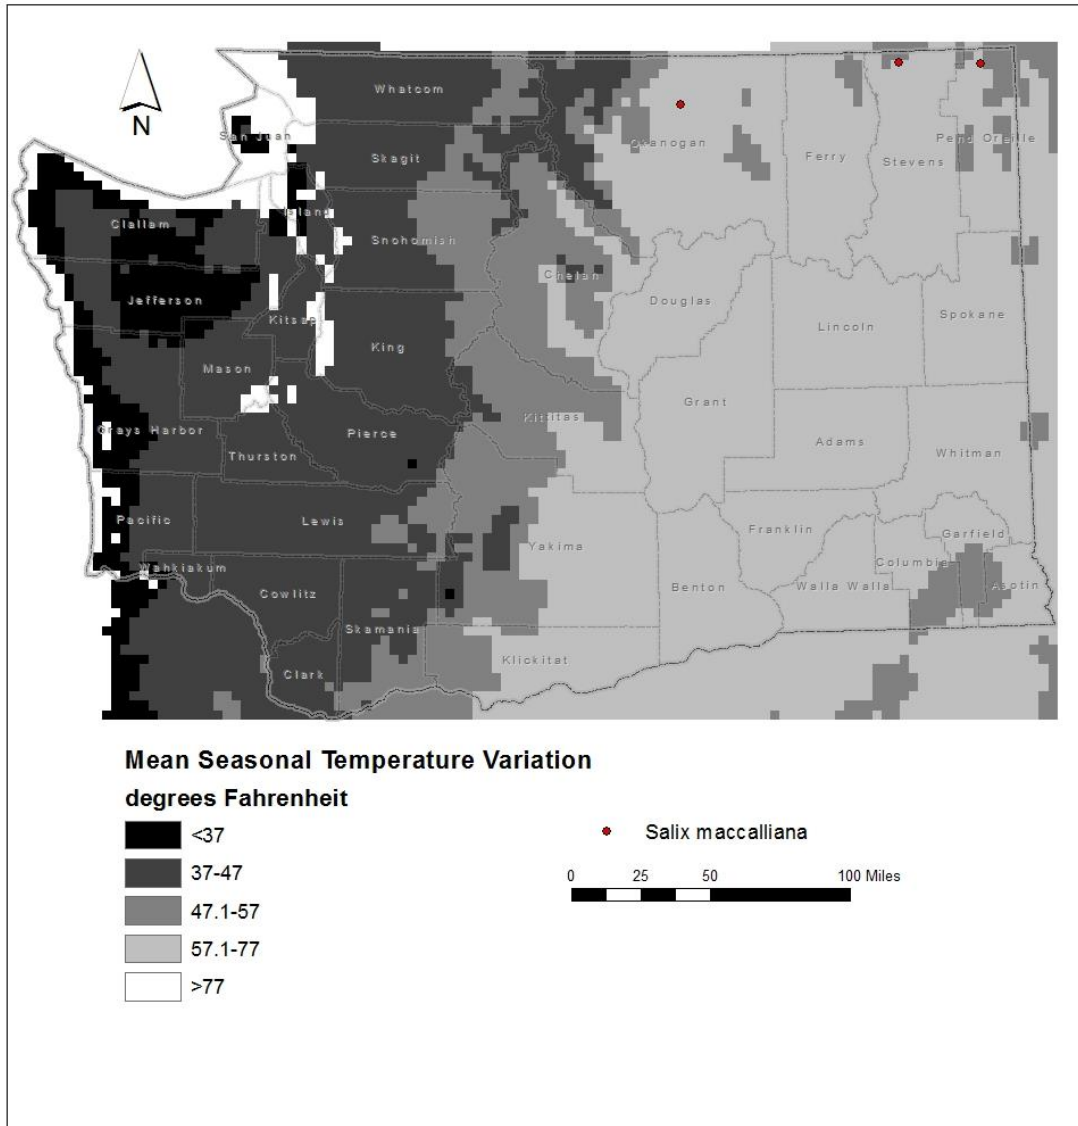 Whatcom
N
San Juan
Okanogan
Pend Oreille
Skagit
Ferry
Stevens
Island
Clallam
Snohomish
Chelan
Jefferson
Douglas
Kitsap
Spokane
Lincoln
King
Mason
Grant
Kittitas
Grays Harbor
Pierce
Adams
Thurston
Whitman
Pacific
Lewis
Franklin
Garfield
Yakima
Columbia
Wahkiakum
Cowlitz
Benton
Walla Walla
Asotin
Skamania
Klickitat
Clark
Mean Seasonal Temperature Variation
degrees Fahrenheit
<37
37-47
47.1-57
57.1-77
>77
Salix maccalliana
0 25 50 100 Miles